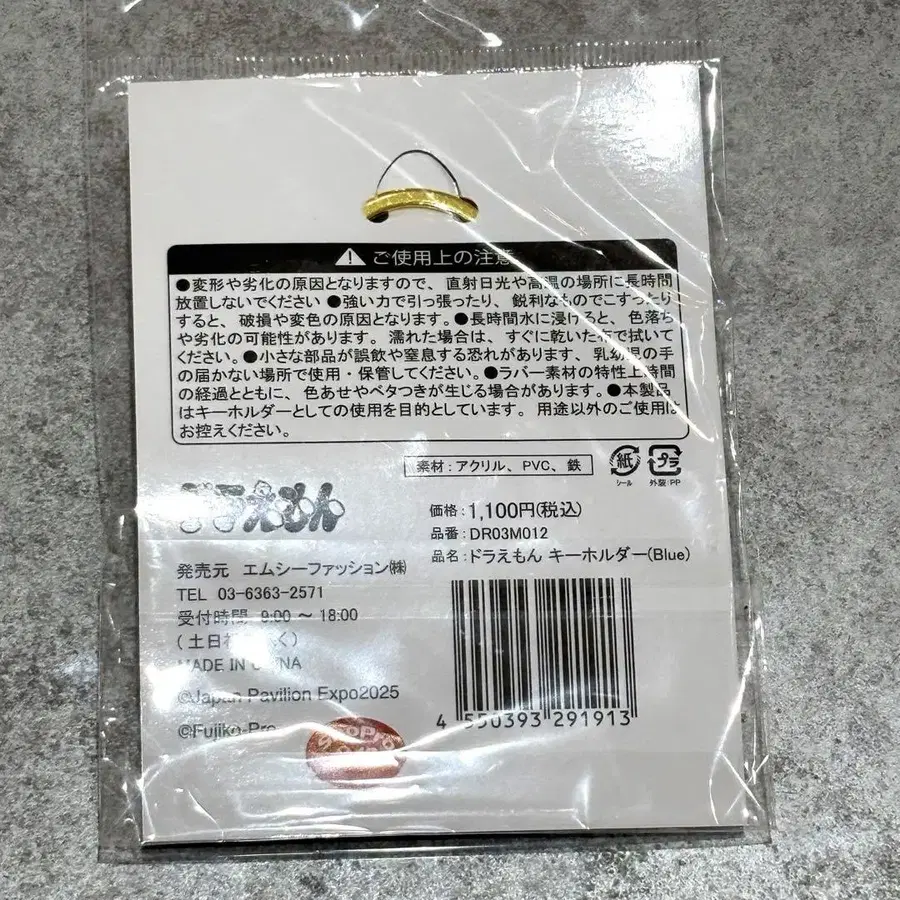 ご使用上の注意
●変形や劣化の原因となりますので、直射日光や高温の場所に長時間
放置しないでください ●強い力で引っ張ったり、鋭利なものでこすったり
すると、破損や変色の原因となります。●長時間水に浸けると、色落ち
や劣化の可能性があります。濡れた場合は、すぐに乾いた布で拭いて
ください。●小さな部品が誤飲や窒息する恐れがあります、乳幼児の手
の届かない場所で使用・保管してください。●ラバー素材の特性上時間
の経過とともに、色あせやベタつきが生じる場合があります。●本製品
はキーホルダーとしての使用を目的としています。用途以外のご使用は
お控えください。
素材：アクリル、PVC、鉄
紙 プラ
シール 外装：PP
ドラえもん
価格：1,100円(税込)
品番：DR03M012
品名：ドラえもん キーホルダー(Blue)
発売元 エムシーファッション㈱
TEL 03-6363-2571
受付時間 9:00 ～ 18:00
MADE IN CHINA
©Japan Pavilion Expo2025
©Fujiko-Pro
4 550393 291913